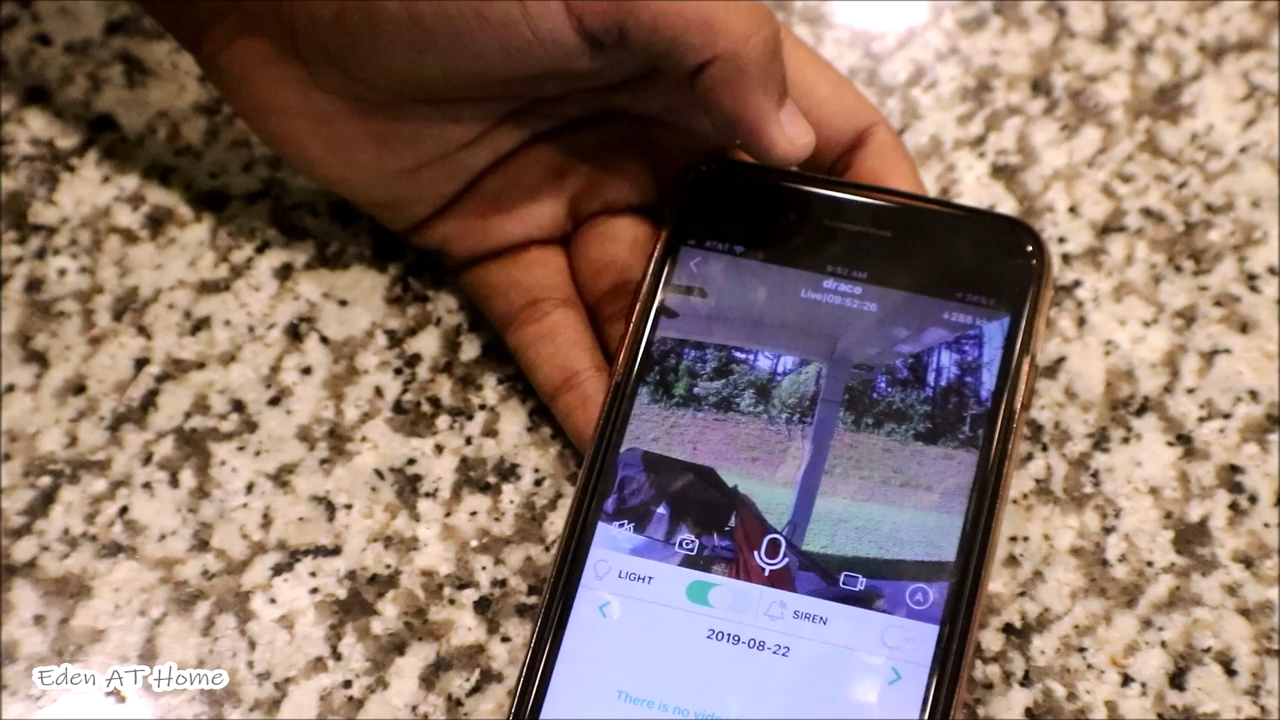 AT&T
9:52 AM
draco
Live|09:52:26
LIGHT
SIREN
A
2019-08-22
There is no
Eden AT Home